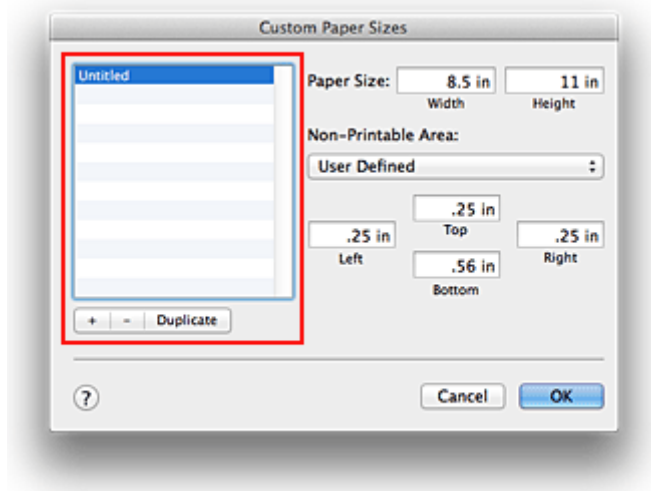 Custom Paper Sizes
Untitled
Paper Size: 8.5 in 11 in
Width Height
Non-Printable Area:
User Defined
.25 in
Top
.25 in .25 in
Left Right
.56 in
Bottom
+ - Duplicate
? Cancel OK